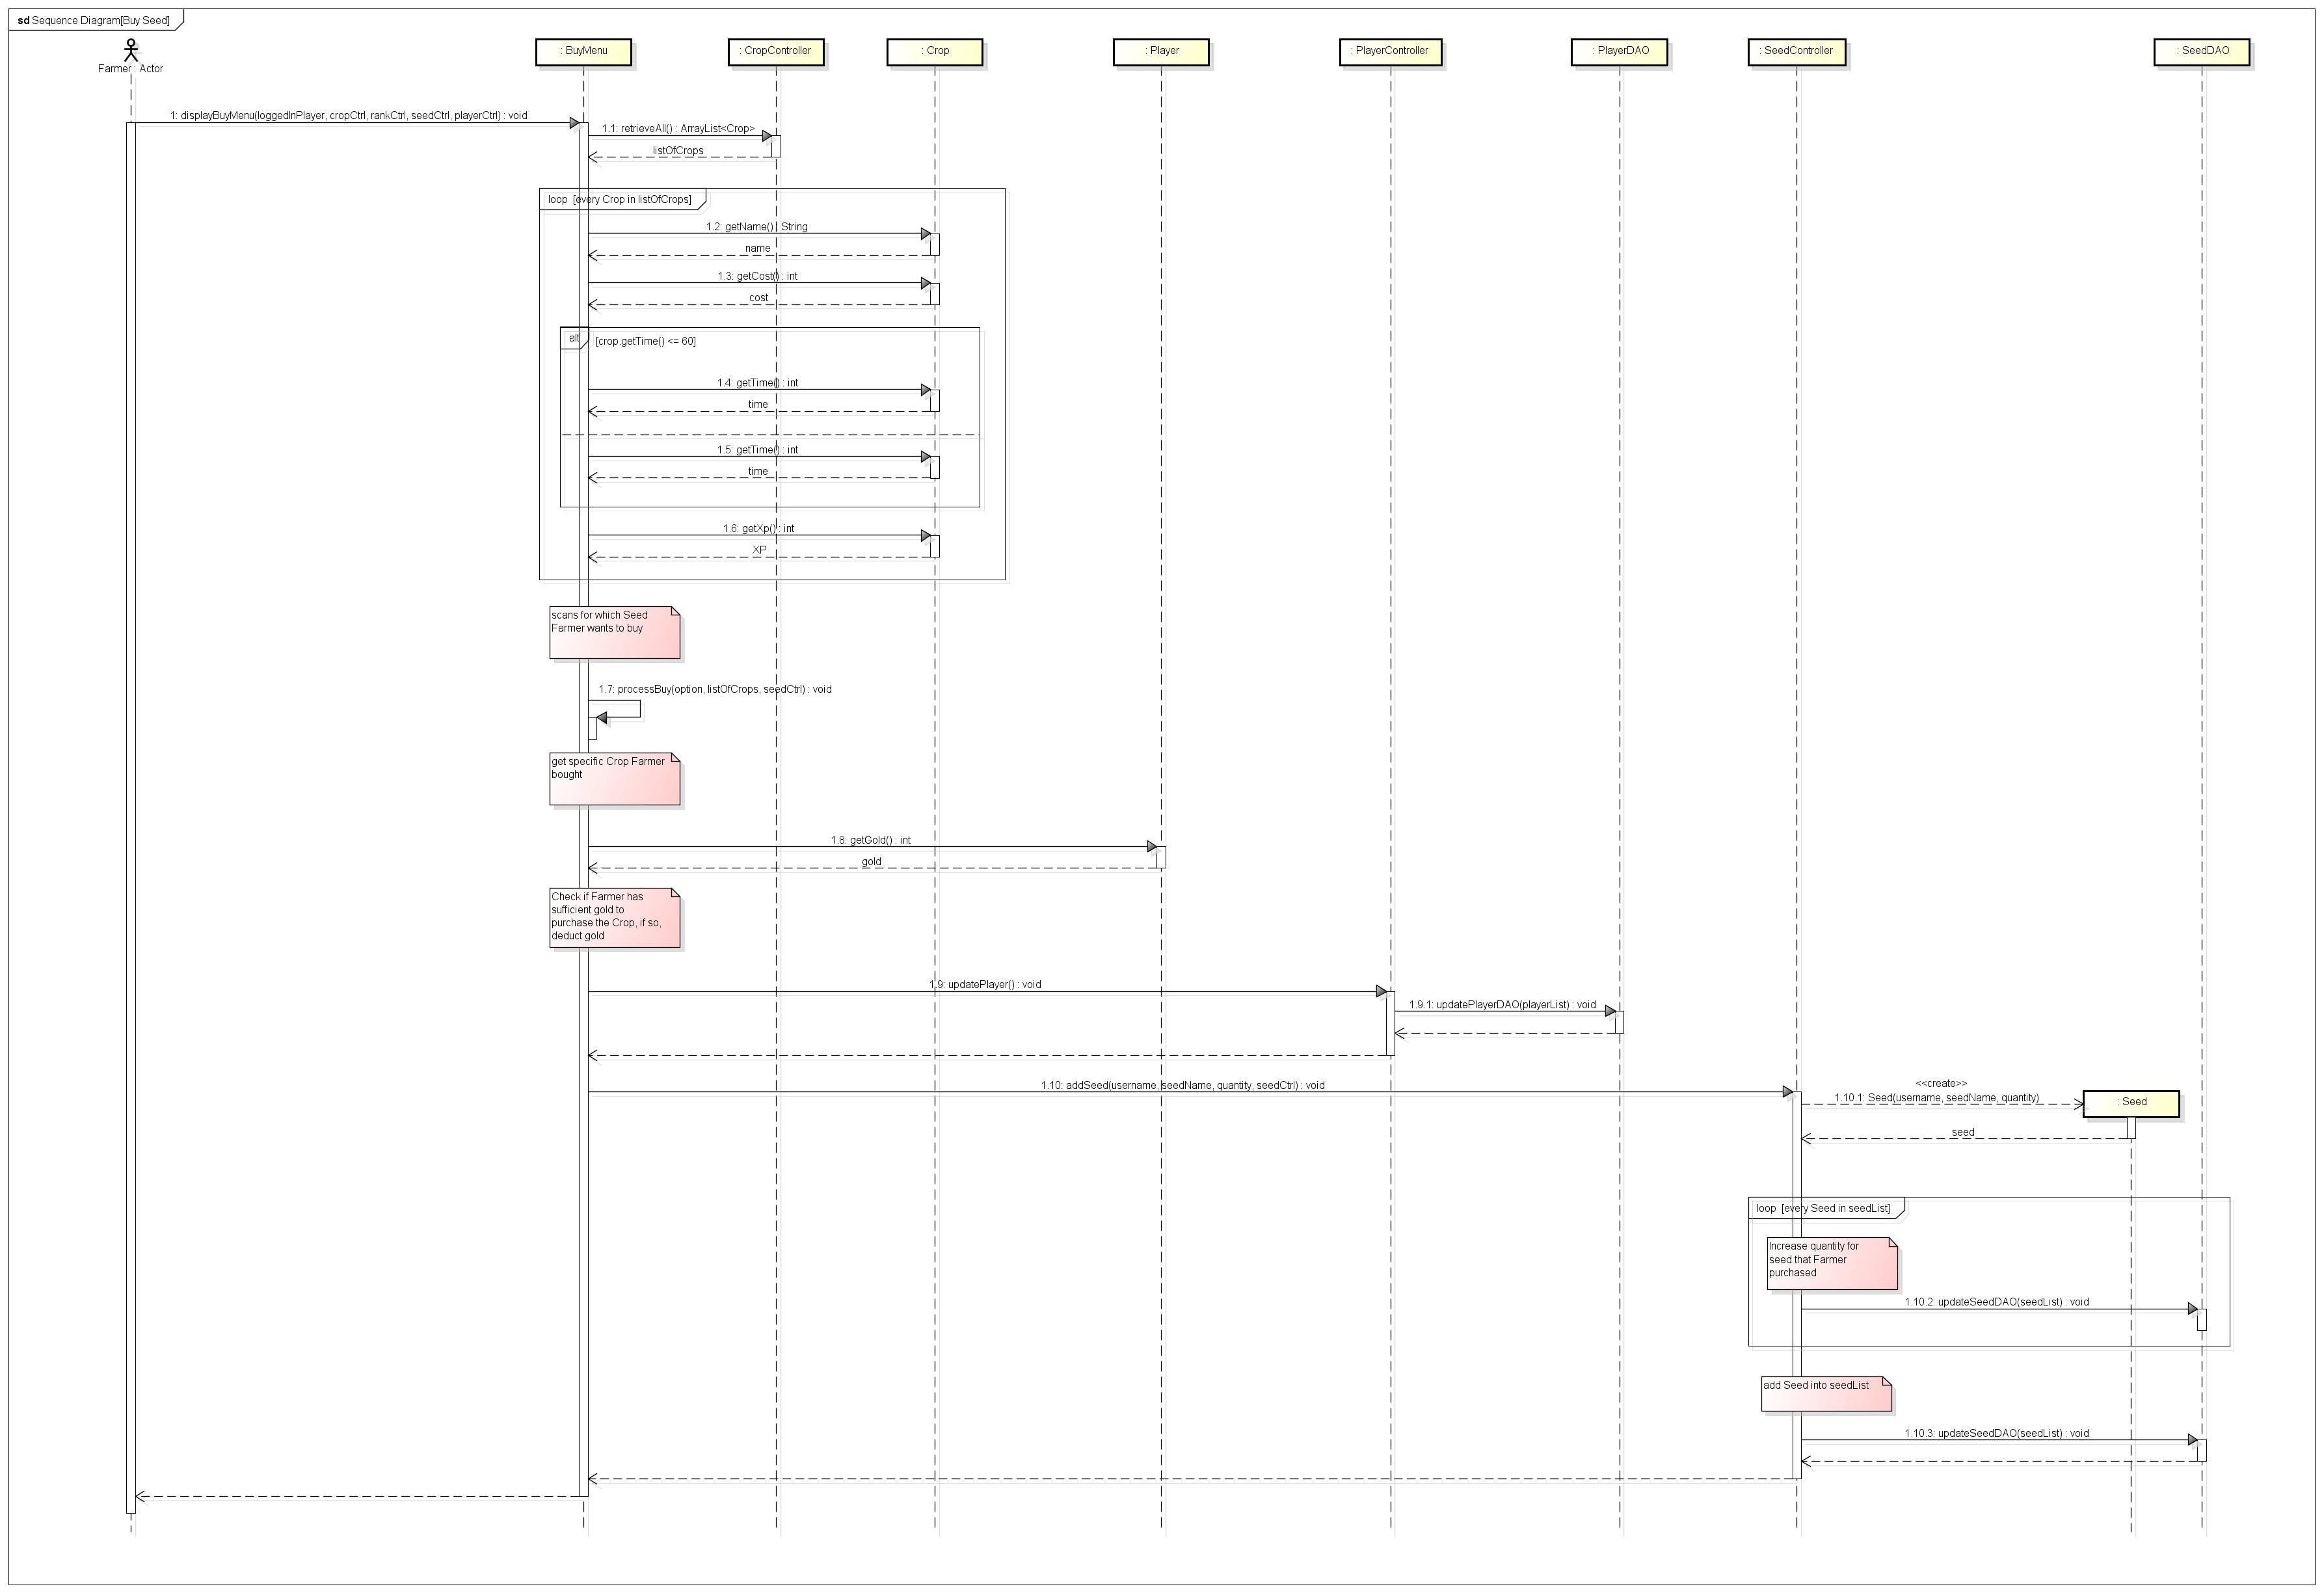 sd Sequence Diagram[Buy Seed]
Farmer : Actor
: BuyMenu
: CropController
: Crop
: Player
: PlayerController
: PlayerDAO
: SeedController
: SeedDAO
1: displayBuyMenu(loggedInPlayer, cropCtrl, rankCtrl, seedCtrl, playerCtrl) : void
1.1: retrieveAll() : ArrayList<Crop>
listOfCrops
loop [every Crop in listOfCrops]
1.2: getName() : String
name
1.3: getCost() : int
cost
alt
[crop.getTime() <= 60]
1.4: getTime() : int
time
1.5: getTime() : int
time
1.6: getXp() : int
XP
scans for which Seed
Farmer wants to buy
1.7: processBuy(option, listOfCrops, seedCtrl) : void
get specific Crop Farmer
bought
1.8: getGold() : int
gold
Check if Farmer has
sufficient gold to
purchase the Crop, if so,
deduct gold
1.9: updatePlayer() : void
1.9.1: updatePlayerDAO(playerList) : void
1.10: addSeed(username, seedName, quantity, seedCtrl) : void
<<create>>
1.10.1: Seed(username, seedName, quantity)
: Seed
seed
loop [every Seed in seedList]
Increase quantity for
seed that Farmer
purchased
1.10.2: updateSeedDAO(seedList) : void
add Seed into seedList
1.10.3: updateSeedDAO(seedList) : void